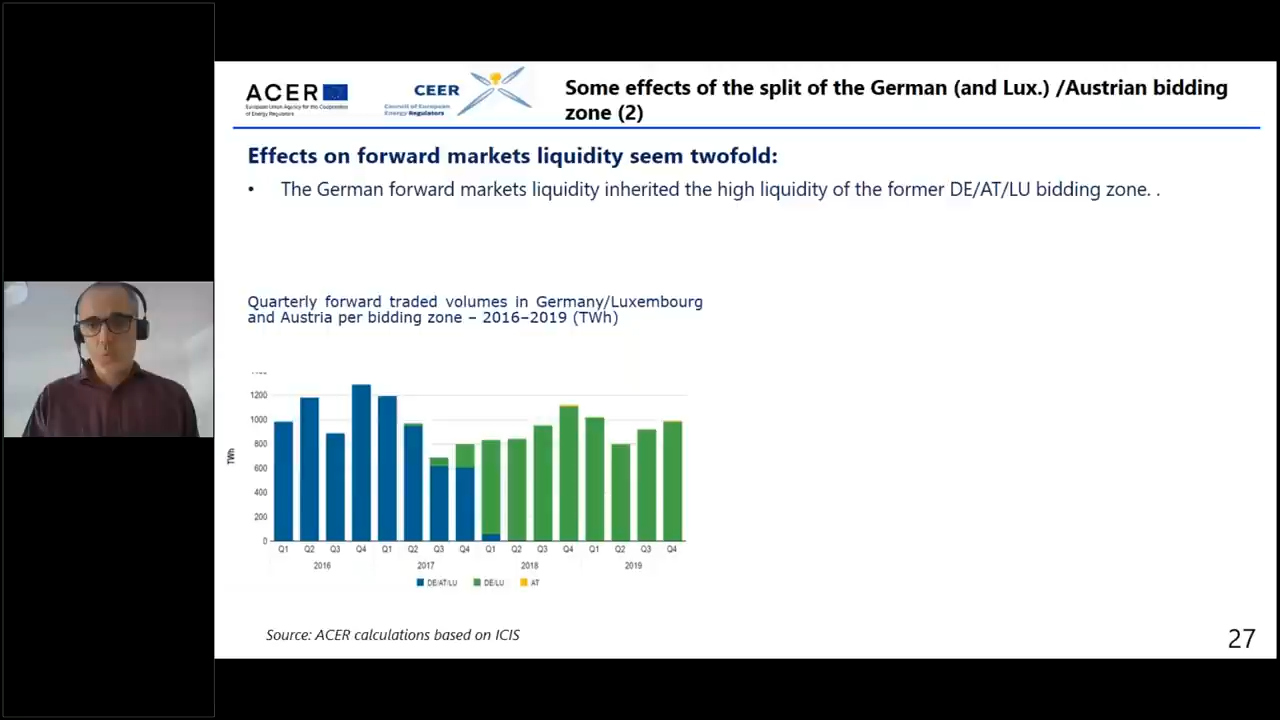 ACER
European Union Agency for the Cooperation
of Energy Regulators
CEER
Council of European
Energy Regulators
Some effects of the split of the German (and Lux.) /Austrian bidding
zone (2)
Effects on forward markets liquidity seem twofold:
• The German forward markets liquidity inherited the high liquidity of the former DE/AT/LU bidding zone. .
Quarterly forward traded volumes in Germany/Luxembourg
and Austria per bidding zone – 2016–2019 (TWh)
1200
1000
800
600
400
200
0
TWh
Q1 Q2 Q3 Q4 Q1 Q2 Q3 Q4 Q1 Q2 Q3 Q4 Q1 Q2 Q3 Q4
2016 2017 2018 2019
DE/AT/LU DE/LU AT
Source: ACER calculations based on ICIS
27